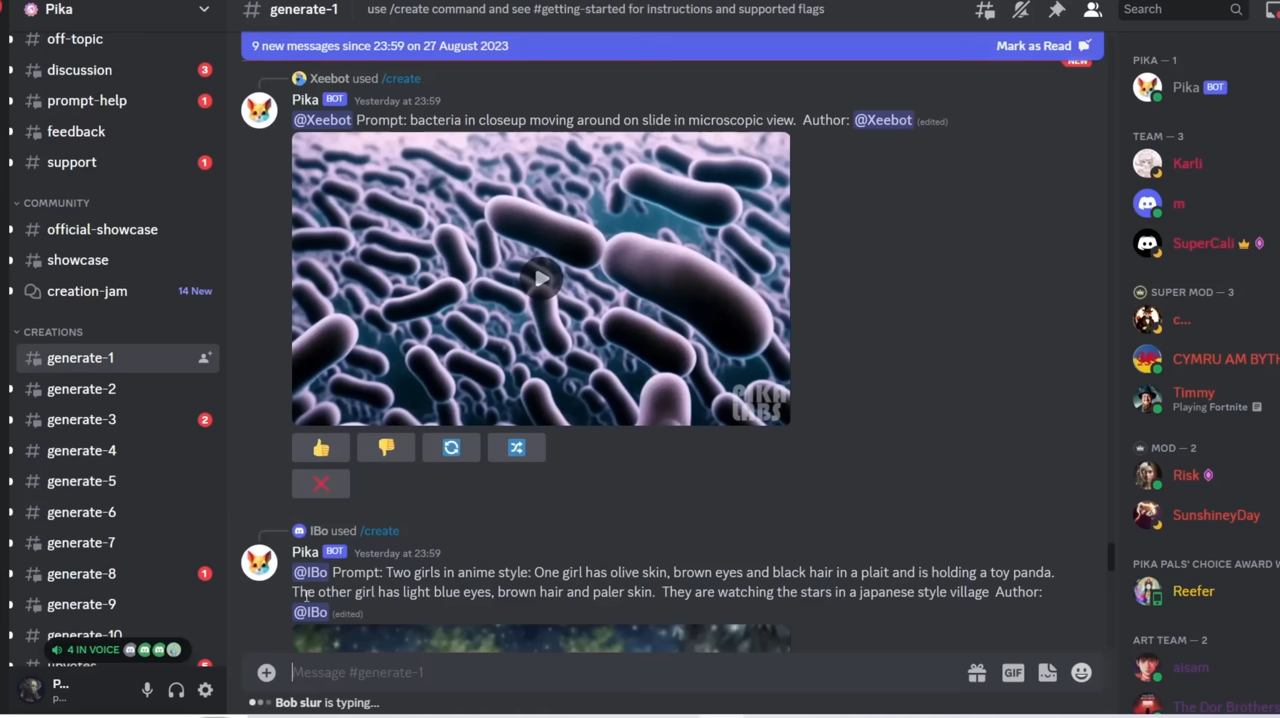 Pika
off-topic
discussion 3
prompt-help 1
feedback
support 1
COMMUNITY
official-showcase
showcase
creation-jam 14 New
CREATIONS
generate-1
generate-2
generate-3 2
generate-4
generate-5
generate-6
generate-7
generate-8 1
generate-9
generate-10
4 IN VOICE
upvotes
P...
p...
generate-1 use /create command and see #getting-started for instructions and supported flags
Search
9 new messages since 23:59 on 27 August 2023 Mark as Read
NEW
Xeebot used /create
Pika BOT Yesterday at 23:59
@Xeebot Prompt: bacteria in closeup moving around on slide in microscopic view. Author: @Xeebot (edited)
PIKA LABS
IBo used /create
Pika BOT Yesterday at 23:59
@IBo Prompt: Two girls in anime style: One girl has olive skin, brown eyes and black hair in a plait and is holding a toy panda.
The other girl has light blue eyes, brown hair and paler skin. They are watching the stars in a japanese style village Author:
@IBo (edited)
Message #generate-1
GIF
Bob slur is typing...
PIKA — 1
Pika BOT
TEAM — 3
Karli
m
SuperCali
SUPER MOD — 3
c...
CYMRU AM BYTH
Timmy
Playing Fortnite
MOD — 2
Risk
SunshineyDay
PIKA PALS' CHOICE AWARD
Reefer
ART TEAM — 2
aisam
The Dor Brothers